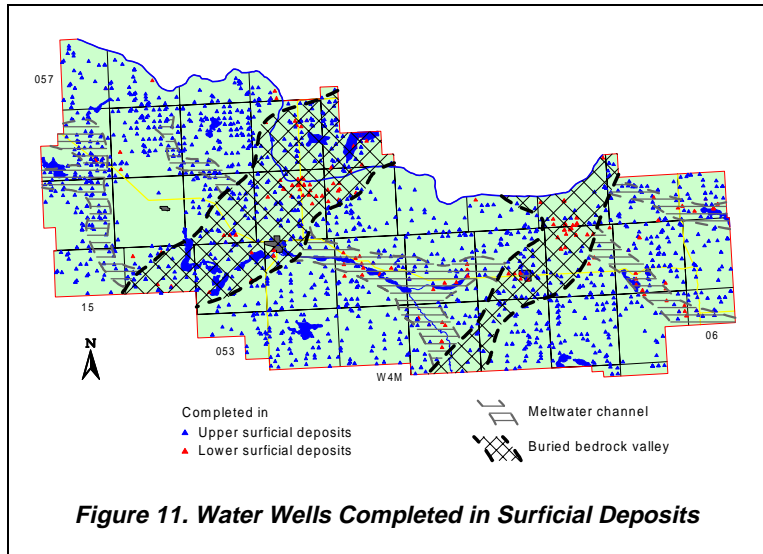 057
15
053
W4M
06
N
Completed in
Upper surficial deposits
Lower surficial deposits
Meltwater channel
Buried bedrock valley
Figure 11. Water Wells Completed in Surficial Deposits